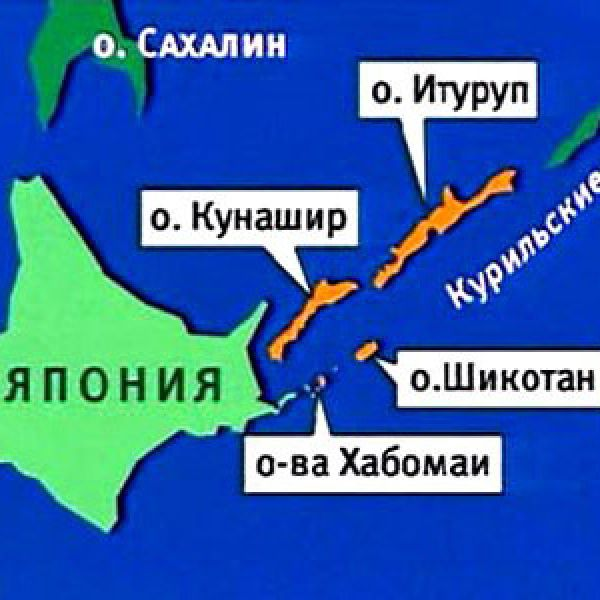 о. Сахалин
о. Итуруп
о. Кунашир
Курильские
ЯПОНИЯ
о.Шикотан
о-ва Хабомаи